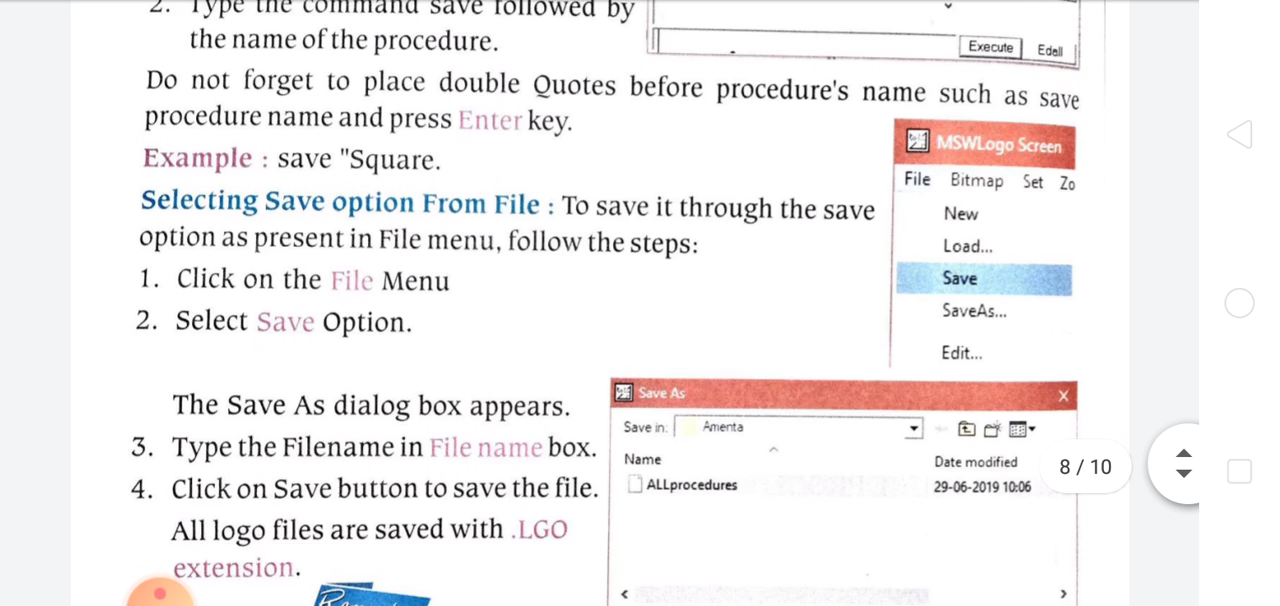 2. Type the command save followed by
the name of the procedure.
Execute
Edall
Do not forget to place double Quotes before procedure's name such as save
procedure name and press Enter key.
Example : save "Square.
Selecting Save option From File : To save it through the save
option as present in File menu, follow the steps:
1. Click on the File Menu
2. Select Save Option.
MSWLogo Screen
File Bitmap Set Zo
New
Load...
Save
SaveAs...
Edit...
The Save As dialog box appears.
3. Type the Filename in File name box.
4. Click on Save button to save the file.
All logo files are saved with .LGO
extension.
Save As
X
Save in: Amenta
Name Date modified
ALLprocedures 29-06-2019 10:06
8 / 10